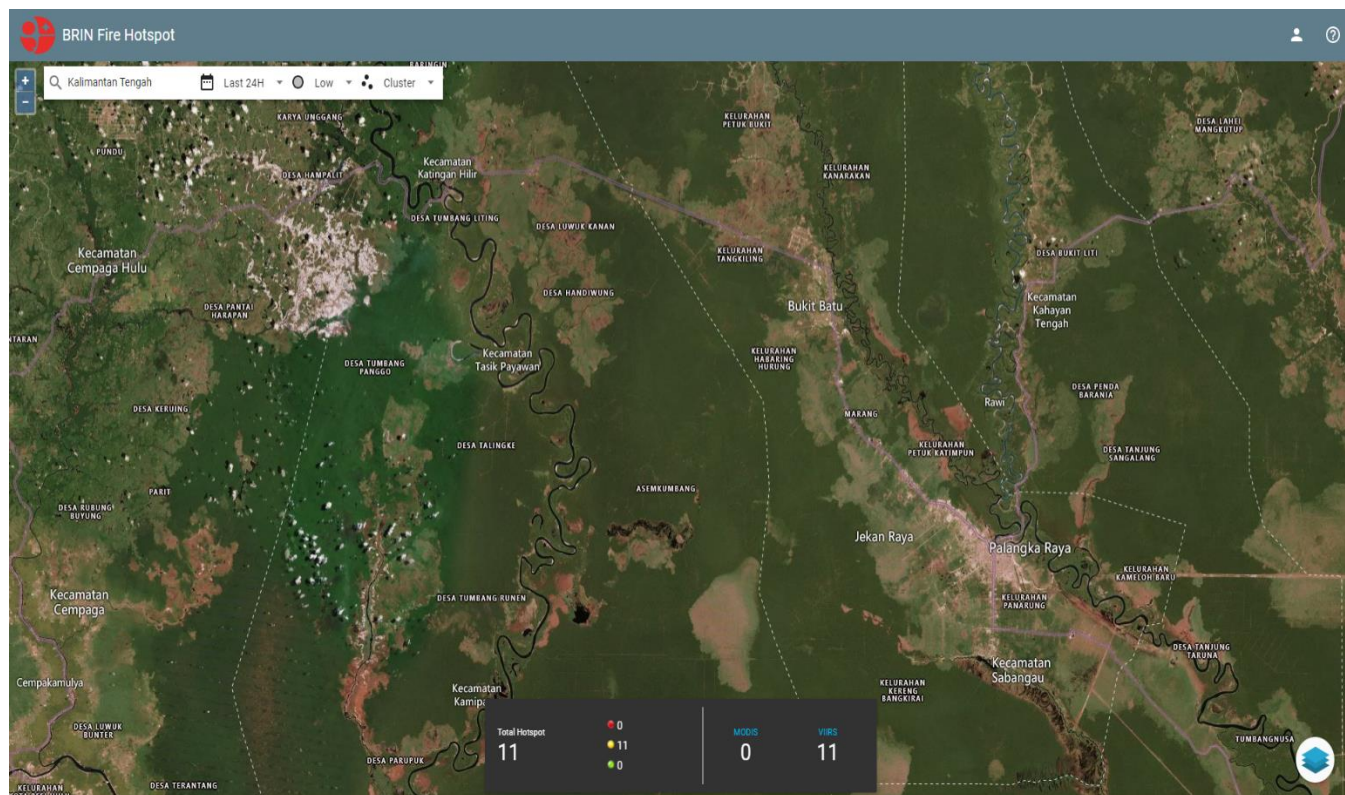 BRIN Fire Hotspot
+
-
Kalimantan Tengah
Last 24H
Low
Cluster
KARYA UNGGANG
PUNDU
DESA HAMPALIT
Kecamatan
Katingan Hilir
DESA TUMBANG LITING
KELURAHAN
PETUK BUKIT
KELURAHAN
KANARAKAN
DESA LAHEI
MANGKUTUP
DESA LUWUK KANAN
KELURAHAN
TANGKILING
DESA BUKIT LITI
Kecamatan
Cempaga Hulu
DESA PANTAI
HARAPAN
DESA HANDIWUNG
Bukit Batu
Kecamatan
Kahayan
Tengah
NTARAN
DESA TUMBANG
PANGGO
Kecamatan
Tasik Payawan
KELURAHAN
HABARING
HURUNG
DESA PENDA
BARANIA
Rawi
DESA KERUING
MARANG
DESA TALINGKE
KELURAHAN
PETUK KATIMPUN
DESA TANJUNG
SANGALANG
PARIT
ASEMKUMBANG
DESA RUBUNG
BUYUNG
Jekan Raya
Palangka Raya
KELURAHAN
KAMELOH BARU
Kecamatan
Cempaga
DESA TUMBANG RUNEN
KELURAHAN
PANARUNG
DESA TANJUNG
TARUNA
Kecamatan
Sabangau
Cempakamulya
Kecamatan
Kamipa
KELURAHAN
KERENG
BANGKIRAI
DESA LUWUK
BUNTER
TUMBANGNUSA
DESA PARUPUK
DESA TERANTANG
KELURAHAN
Total Hotspot
11
0
11
0
MODIS
0
VIIRS
11